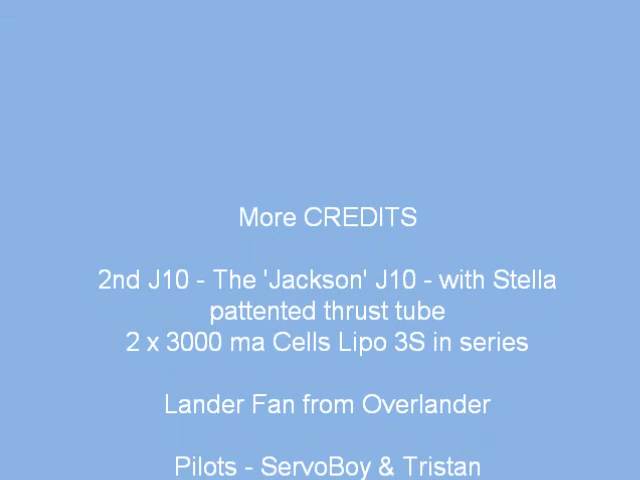 More CREDITS
2nd J10 - The 'Jackson' J10 - with Stella
pattented thrust tube
2 x 3000 ma Cells Lipo 3S in series
Lander Fan from Overlander
Pilots - ServoBoy & Tristan